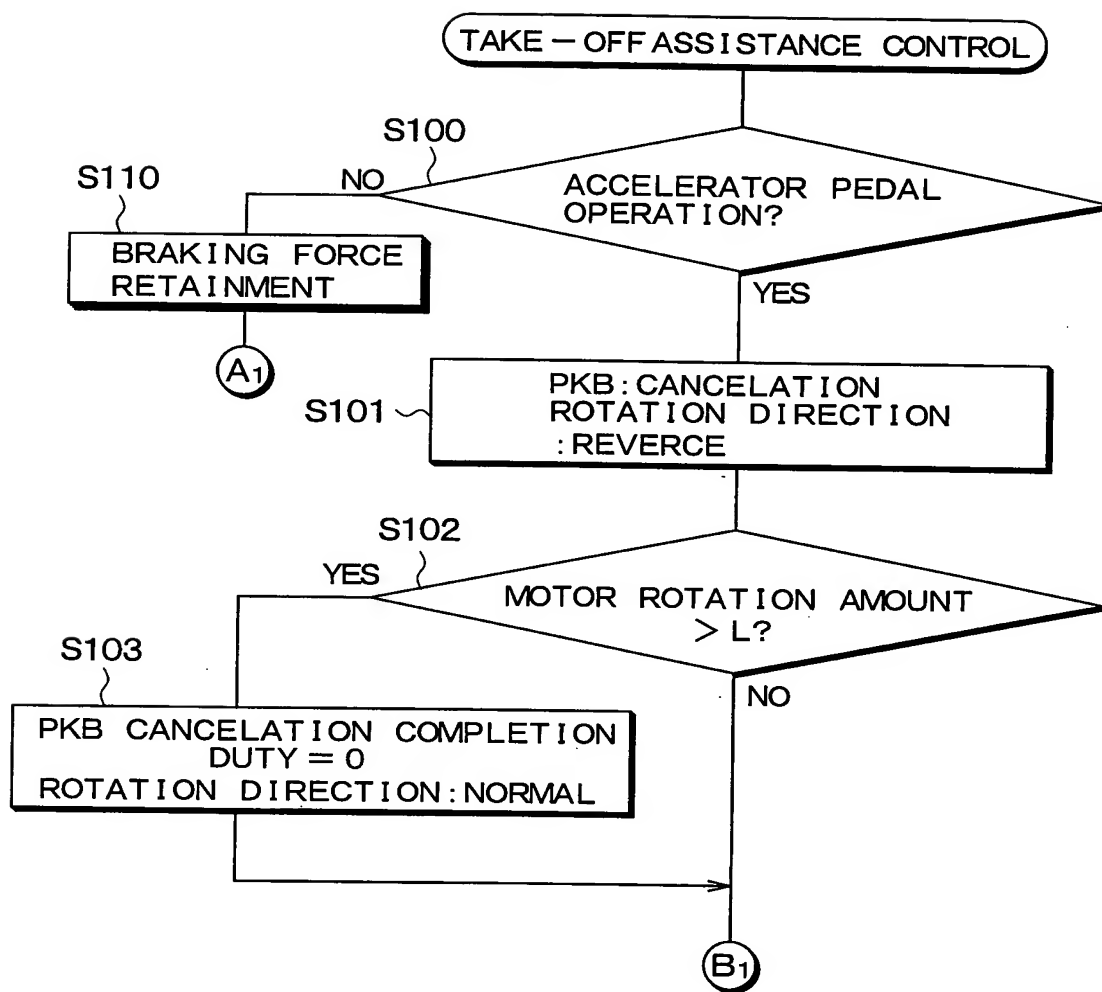 TAKE-OFF ASSISTANCE CONTROL
S100
NO
ACCELERATOR PEDAL
OPERATION?
YES
S110
BRAKING FORCE
RETAINMENT
A1
S101
PKB:CANCELATION
ROTATION DIRECTION
:REVERCE
S102
YES
MOTOR ROTATION AMOUNT
> L?
NO
S103
PKB CANCELATION COMPLETION
DUTY=0
ROTATION DIRECTION:NORMAL
B1